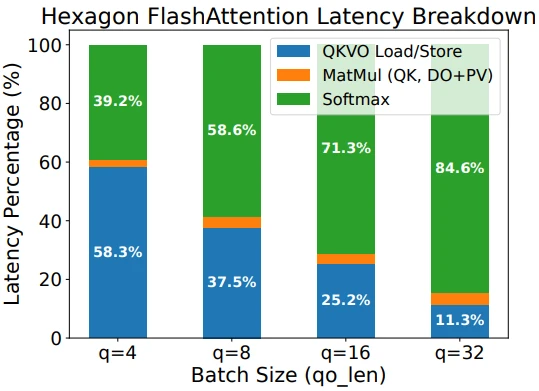 Hexagon FlashAttention Latency Breakdown
Latency Percentage (%)
100
80
60
40
20
0
QKVO Load/Store
MatMul (QK, DO+PV)
Softmax
39.2%
58.6%
71.3%
84.6%
58.3%
37.5%
25.2%
11.3%
q=4
q=8
q=16
q=32
Batch Size (qo_len)